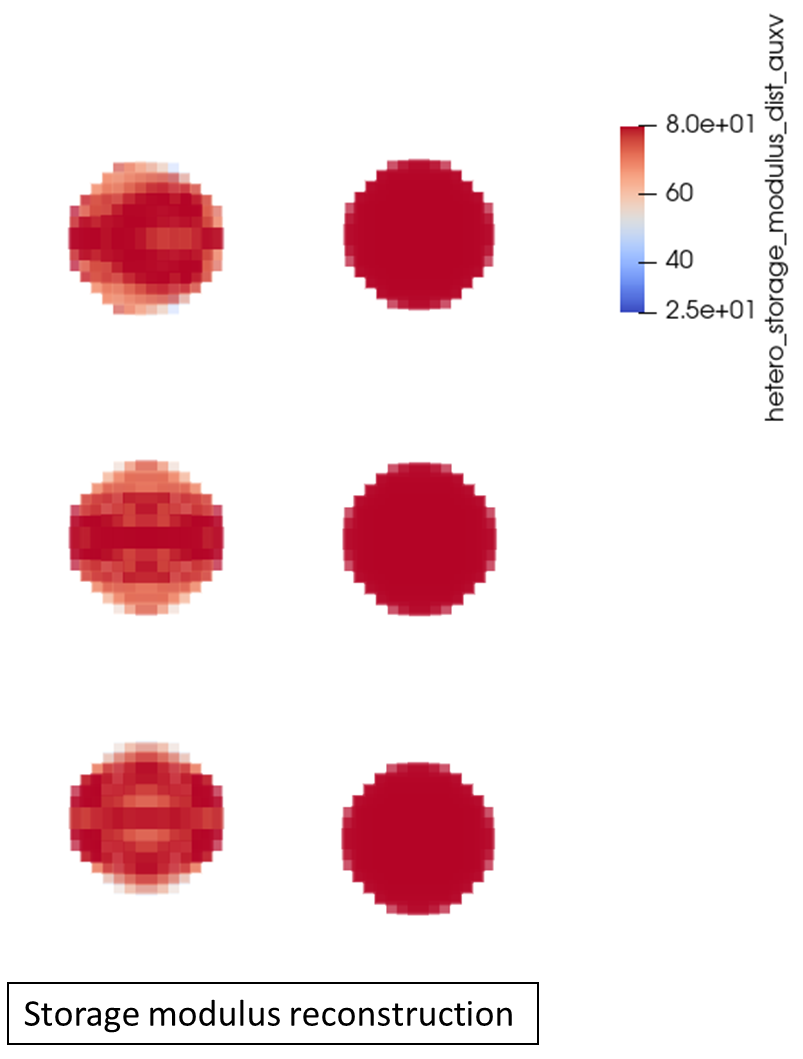 8.0e+01
60
40
2.5e+01
hetero_storage_modulus_dist_auxv
Storage modulus reconstruction